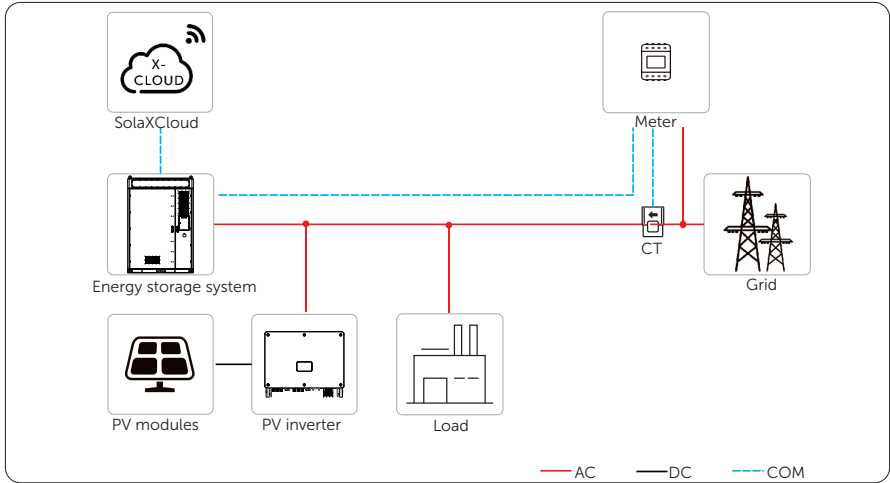 X-
CLOUD
SolaXCloud
Meter
CT
Energy storage system
Grid
PV modules
PV inverter
Load
AC
DC
COM